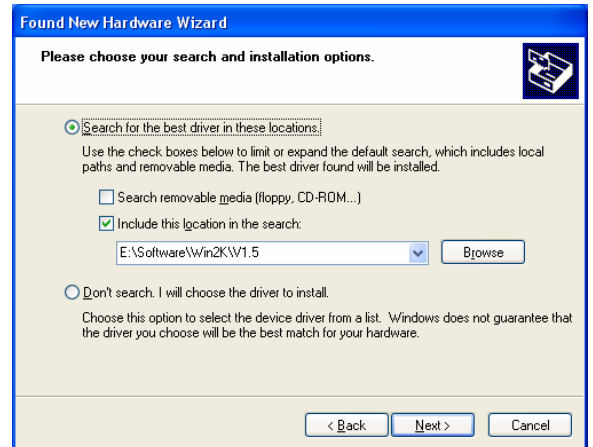 Found New Hardware Wizard
Please choose your search and installation options.
Search for the best driver in these locations.
Use the check boxes below to limit or expand the default search, which includes local
paths and removable media. The best driver found will be installed.
Search removable media (floppy, CD-ROM...)
Include this location in the search:
E:\Software\Win2K\V1.5
Browse
Don't search. I will choose the driver to install.
Choose this option to select the device driver from a list. Windows does not guarantee that
the driver you choose will be the best match for your hardware.
< Back Next > Cancel